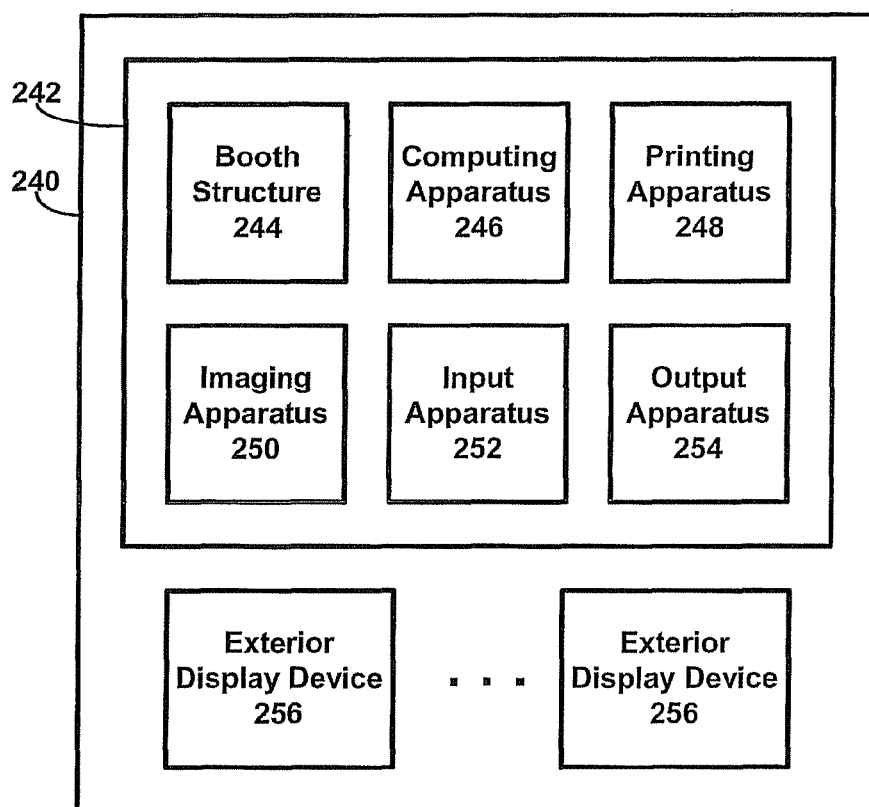 242
240
Booth
Structure
244
Computing
Apparatus
246
Printing
Apparatus
248
Imaging
Apparatus
250
Input
Apparatus
252
Output
Apparatus
254
Exterior
Display Device
256
. . .
Exterior
Display Device
256